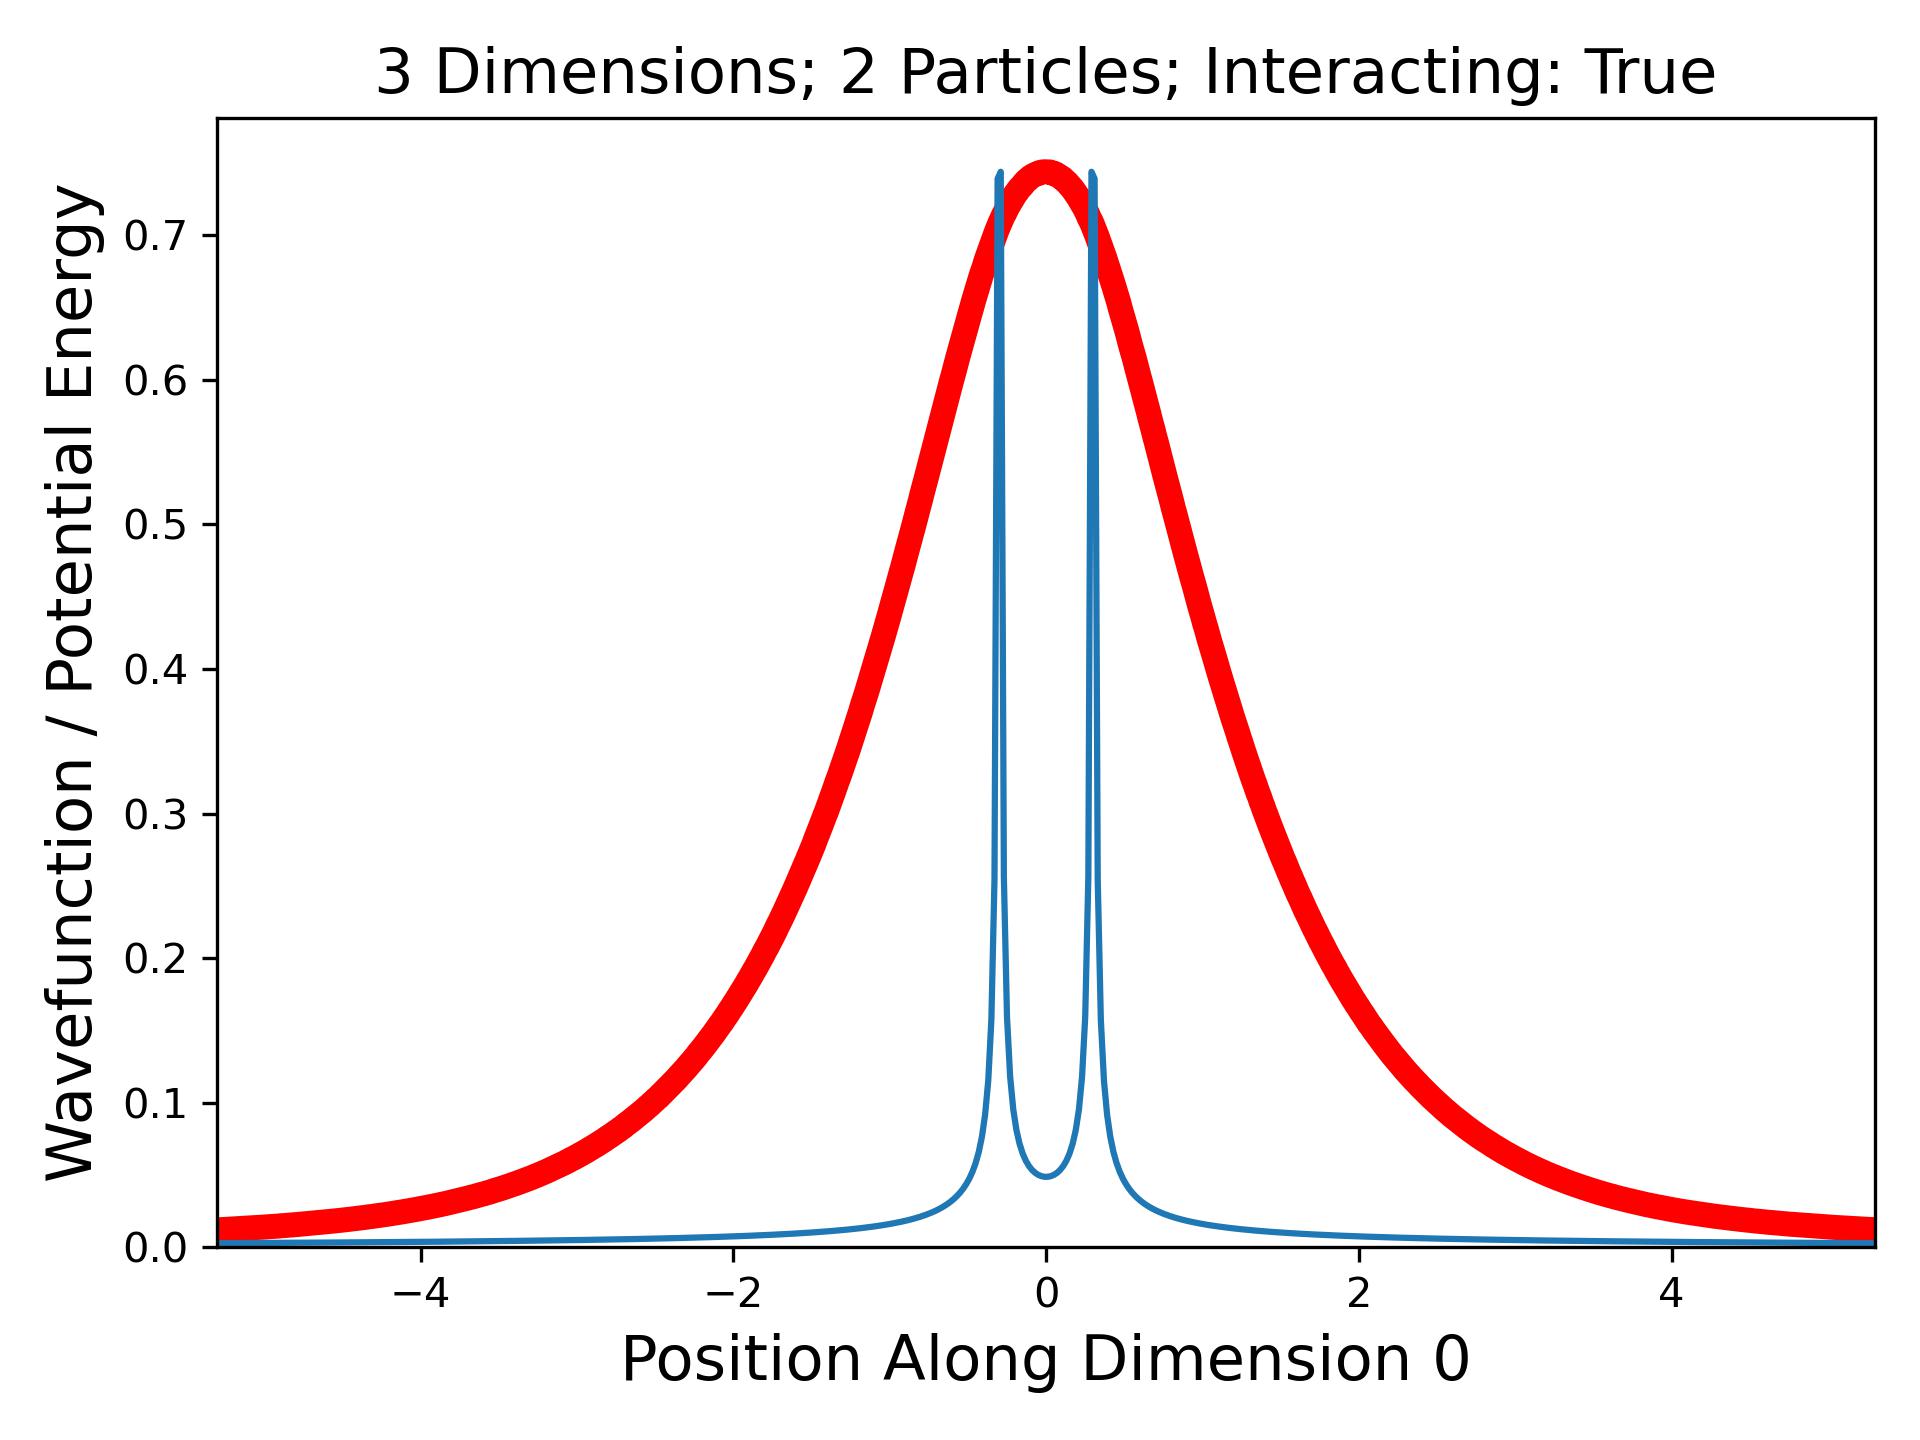 3 Dimensions; 2 Particles; Interacting: True
Wavefunction / Potential Energy
0.7
0.6
0.5
0.4
0.3
0.2
0.1
0.0
−4 −2 0 2 4
Position Along Dimension 0